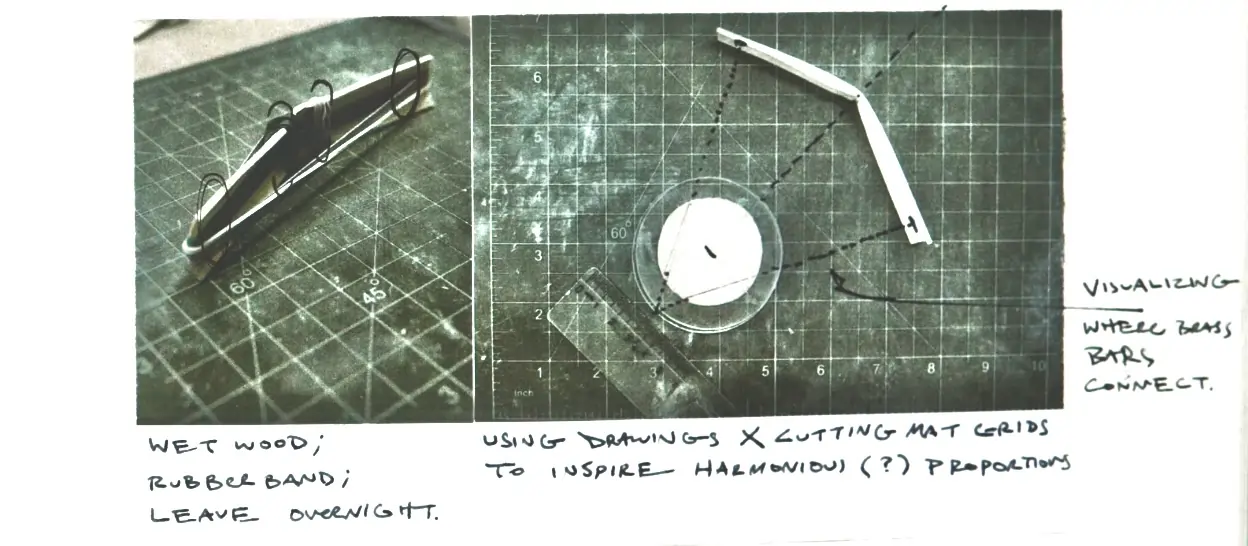 WET WOOD;
RUBBER BAND;
LEAVE OVERNIGHT.
60°
45°
6
5
60°
3
2
1 2 3 4 5 6 7 8 9 10
inch
USING DRAWINGS X CUTTING MAT GRIDS
TO INSPIRE HARMONIOUS (?) PROPORTIONS
VISUALIZING
WHERE BRASS
BARS
CONNECT.